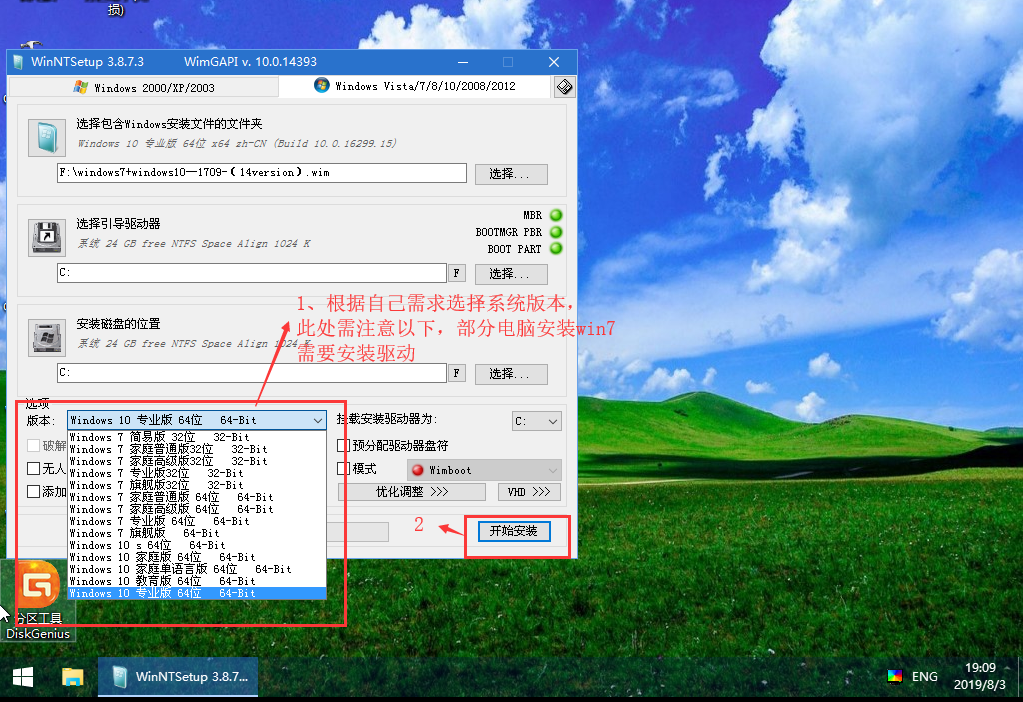 损)
WinNTSetup 3.8.7.3 WimGAPI v. 10.0.14393
Windows 2000/XP/2003 Windows Vista/7/8/10/2008/2012
选择包含Windows安装文件的文件夹
Windows 10 专业版 64位 x64 zh-CN (Build 10.0.16299.15)
F:\windows7+windows10--1709-(14version).wim 选择...
选择引导驱动器 MBR
BOOTMGR PBR
系统 24 GB free NTFS Space Align 1024 K BOOT PART
C: F 选择...
1、根据自己需求选择系统版本，
此处需注意以下，部分电脑安装win7
需要安装驱动
安装磁盘的位置
系统 24 GB free NTFS Space Align 1024 K
C: F 选择...
选项
版本: Windows 10 专业版 64位 64-Bit 挂载安装驱动器为: C:
破解 预分配驱动器盘符
无人 模式 Wimboot
添加 优化调整 >>> VHD >>>
Windows 7 简易版 32位 32-Bit
Windows 7 家庭普通版32位 32-Bit
Windows 7 家庭高级版32位 32-Bit
Windows 7 专业版32位 32-Bit
Windows 7 旗舰版32位 32-Bit
Windows 7 家庭普通版 64位 64-Bit
Windows 7 家庭高级版 64位 64-Bit
Windows 7 专业版 64位 64-Bit
Windows 7 旗舰版 64-Bit
Windows 10 s 64位 64-Bit
Windows 10 家庭版 64位 64-Bit
Windows 10 家庭单语言版 64位 64-Bit
Windows 10 教育版 64位 64-Bit
Windows 10 专业版 64位 64-Bit
2 开始安装
分区工具
DiskGenius
WinNTSetup 3.8.7... ENG 19:09
2019/8/3